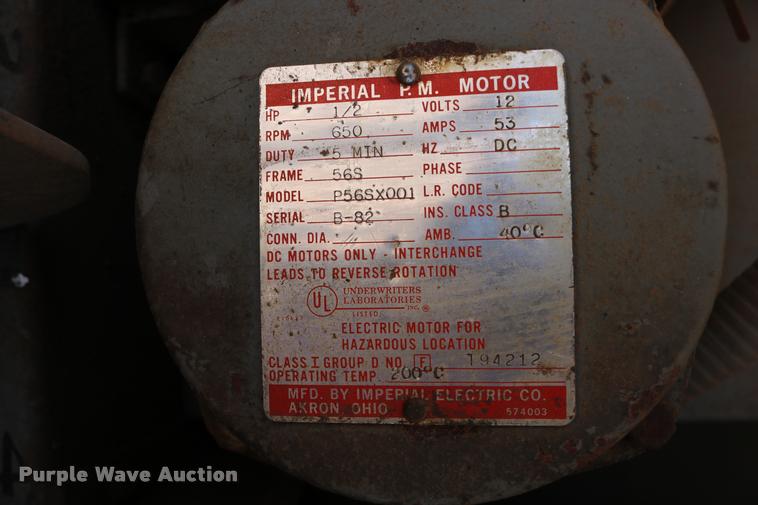 IMPERIAL P.M. MOTOR
HP 1/2 VOLTS 12
RPM 650 AMPS 53
DUTY 5 MIN HZ DC
FRAME 56S PHASE
MODEL P56SX001 L.R. CODE
SERIAL B-82 INS. CLASS B
CONN. DIA. AMB. 40°C
DC MOTORS ONLY - INTERCHANGE
LEADS TO REVERSE ROTATION
UL UNDERWRITERS
LABORATORIES
INC. ®
LISTED
ELECTRIC MOTOR FOR
HAZARDOUS LOCATION
CLASS I GROUP D NO. F 194212
OPERATING TEMP. 200°C
MFD. BY IMPERIAL ELECTRIC CO.
AKRON, OHIO 574003
Purple Wave Auction